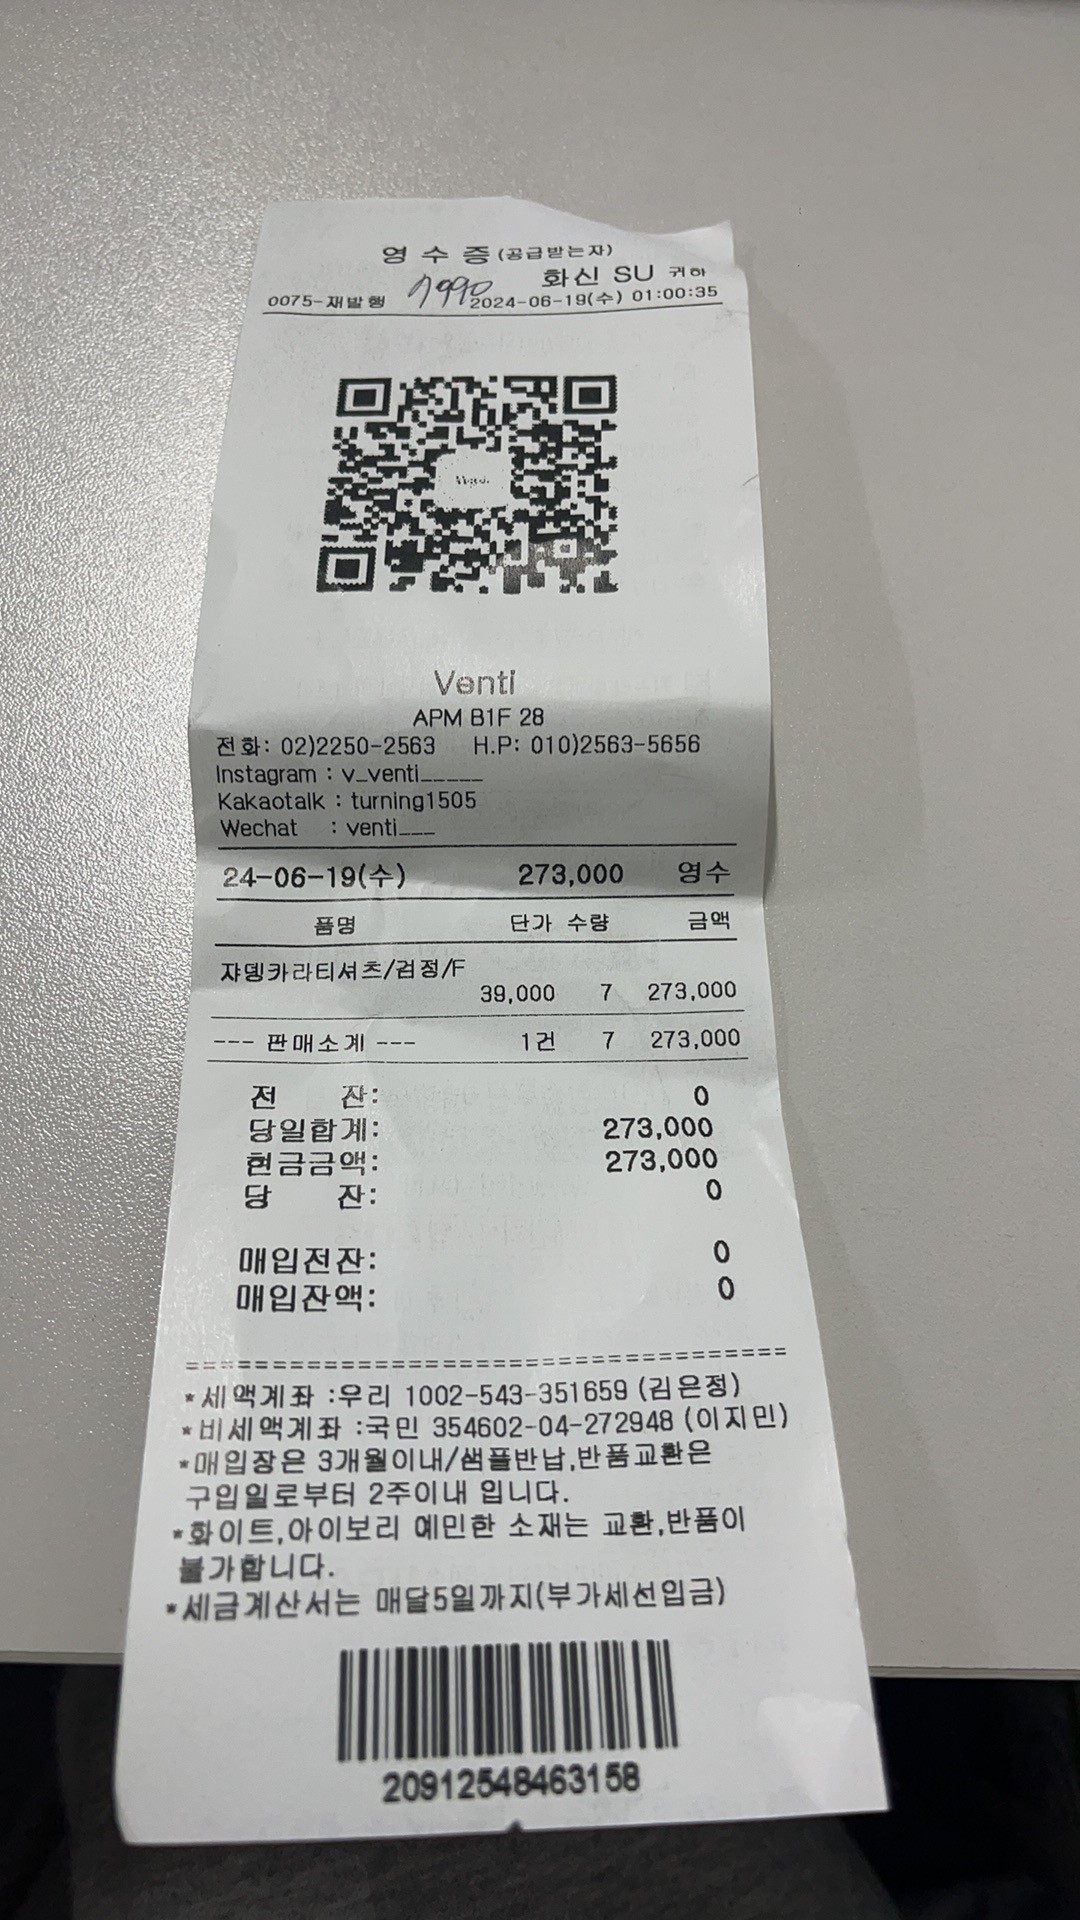 영 수 증 (공급받는자)
화신 SU 귀하
0075-재발행 7990 2024-06-19(수) 01:00:35
Venti
APM B1F 28
전화: 02)2250-2563 H.P: 010)2563-5656
Instagram : v_venti_____
Kakaotalk : turning1505
Wechat : venti___
24-06-19(수) 273,000 영수
품명 단가 수량 금액
쟈뎅카라티셔츠/검정/F
39,000 7 273,000
--- 판매소계 --- 1건 7 273,000
전 잔: 0
당일합계: 273,000
현금금액: 273,000
당 잔: 0
매입전잔: 0
매입잔액: 0
===================================
*세액계좌 :우리 1002-543-351659 (김은정)
*비세액계좌 :국민 354602-04-272948 (이지민)
*매입장은 3개월이내/샘플반납,반품교환은
구입일로부터 2주이내 입니다.
*화이트,아이보리 예민한 소재는 교환,반품이
불가합니다.
*세금계산서는 매달5일까지(부가세선입금)
20912548463158